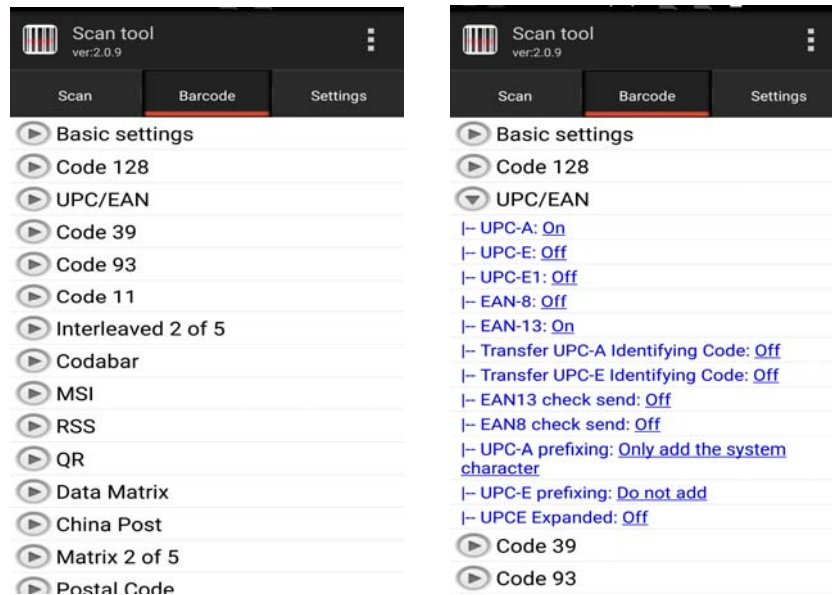 Scan tool
ver:2.0.9
Scan Barcode Settings
Basic settings
Code 128
UPC/EAN
Code 39
Code 93
Code 11
Interleaved 2 of 5
Codabar
MSI
RSS
QR
Data Matrix
China Post
Matrix 2 of 5
Postal Code
Scan tool
ver:2.0.9
Scan Barcode Settings
Basic settings
Code 128
UPC/EAN
|-- UPC-A: On
|-- UPC-E: Off
|-- UPC-E1: Off
|-- EAN-8: Off
|-- EAN-13: On
|-- Transfer UPC-A Identifying Code: Off
|-- Transfer UPC-E Identifying Code: Off
|-- EAN13 check send: Off
|-- EAN8 check send: Off
|-- UPC-A prefixing: Only add the system
character
|-- UPC-E prefixing: Do not add
|-- UPCE Expanded: Off
Code 39
Code 93